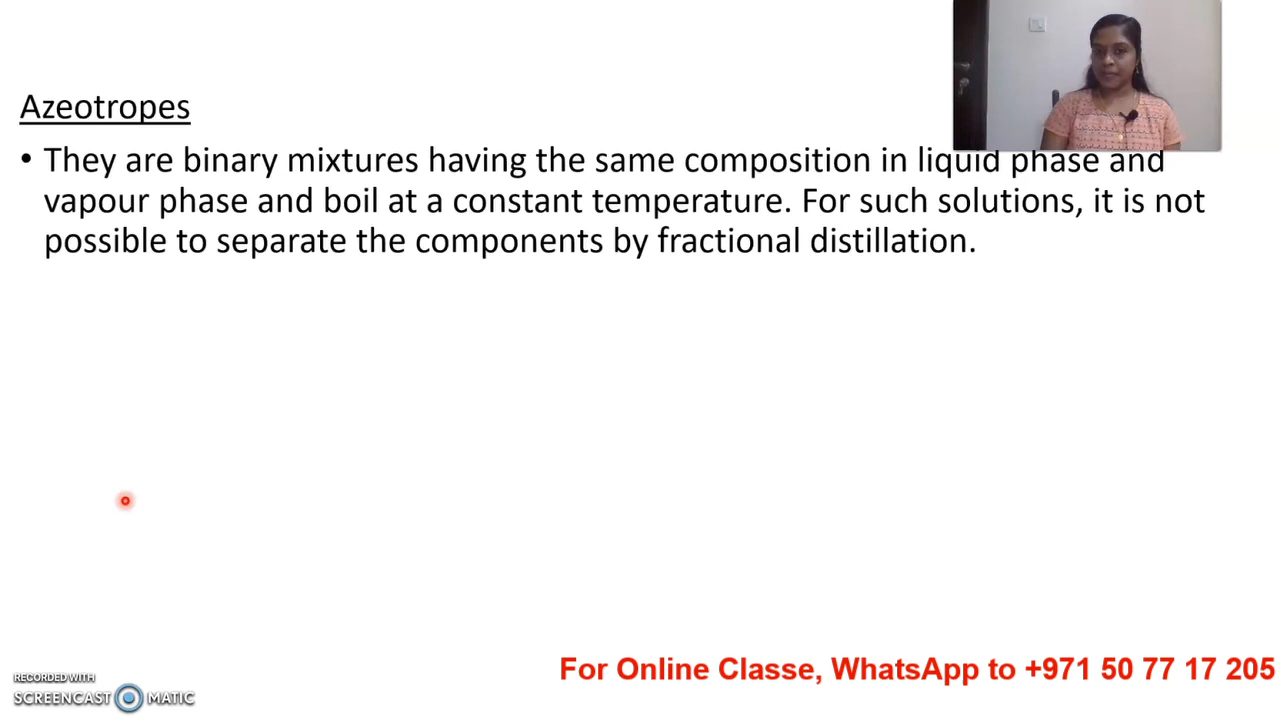 Azeotropes
• They are binary mixtures having the same composition in liquid phase and
vapour phase and boil at a constant temperature. For such solutions, it is not
possible to separate the components by fractional distillation.
For Online Classe, WhatsApp to +971 50 77 17 205
RECORDED WITH
SCREENCAST MATIC